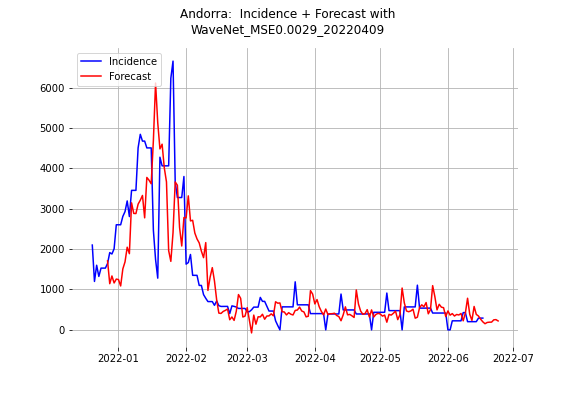 Andorra:  Incidence + Forecast with
WaveNet_MSE0.0029_20220409
Incidence
Forecast
6000
5000
4000
3000
2000
1000
0
2022-01 2022-02 2022-03 2022-04 2022-05 2022-06 2022-07